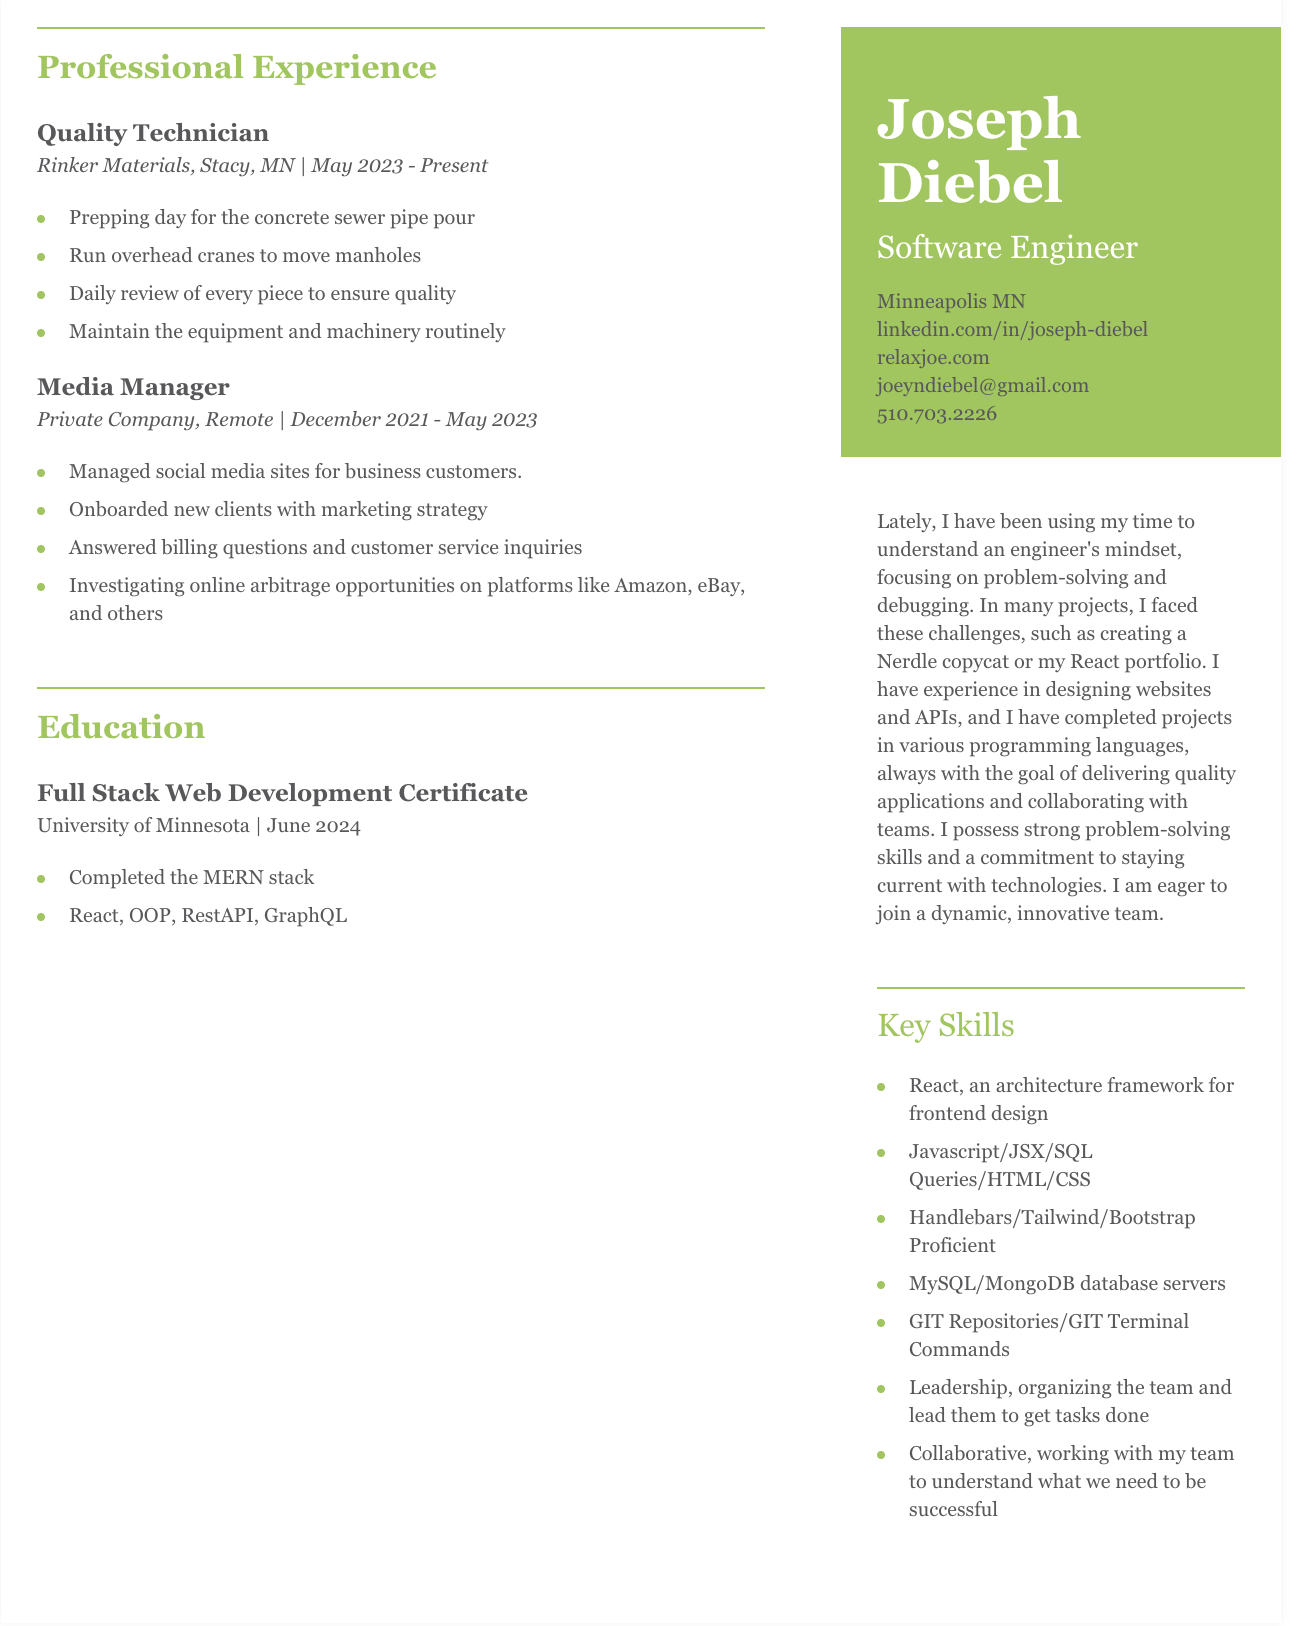 Professional Experience
Quality Technician
Rinker Materials, Stacy, MN | May 2023 - Present
Prepping day for the concrete sewer pipe pour
Run overhead cranes to move manholes
Daily review of every piece to ensure quality
Maintain the equipment and machinery routinely
Media Manager
Private Company, Remote | December 2021 - May 2023
Managed social media sites for business customers.
Onboarded new clients with marketing strategy
Answered billing questions and customer service inquiries
Investigating online arbitrage opportunities on platforms like Amazon, eBay,
and others
Education
Full Stack Web Development Certificate
University of Minnesota | June 2024
Completed the MERN stack
React, OOP, RestAPI, GraphQL
Joseph
Diebel
Software Engineer
Minneapolis MN
linkedin.com/in/joseph-diebel
relaxjoe.com
joeyndiebel@gmail.com
510.703.2226
Lately, I have been using my time to
understand an engineer's mindset,
focusing on problem-solving and
debugging. In many projects, I faced
these challenges, such as creating a
Nerdle copycat or my React portfolio. I
have experience in designing websites
and APIs, and I have completed projects
in various programming languages,
always with the goal of delivering quality
applications and collaborating with
teams. I possess strong problem-solving
skills and a commitment to staying
current with technologies. I am eager to
join a dynamic, innovative team.
Key Skills
React, an architecture framework for
frontend design
Javascript/JSX/SQL
Queries/HTML/CSS
Handlebars/Tailwind/Bootstrap
Proficient
MySQL/MongoDB database servers
GIT Repositories/GIT Terminal
Commands
Leadership, organizing the team and
lead them to get tasks done
Collaborative, working with my team
to understand what we need to be
successful